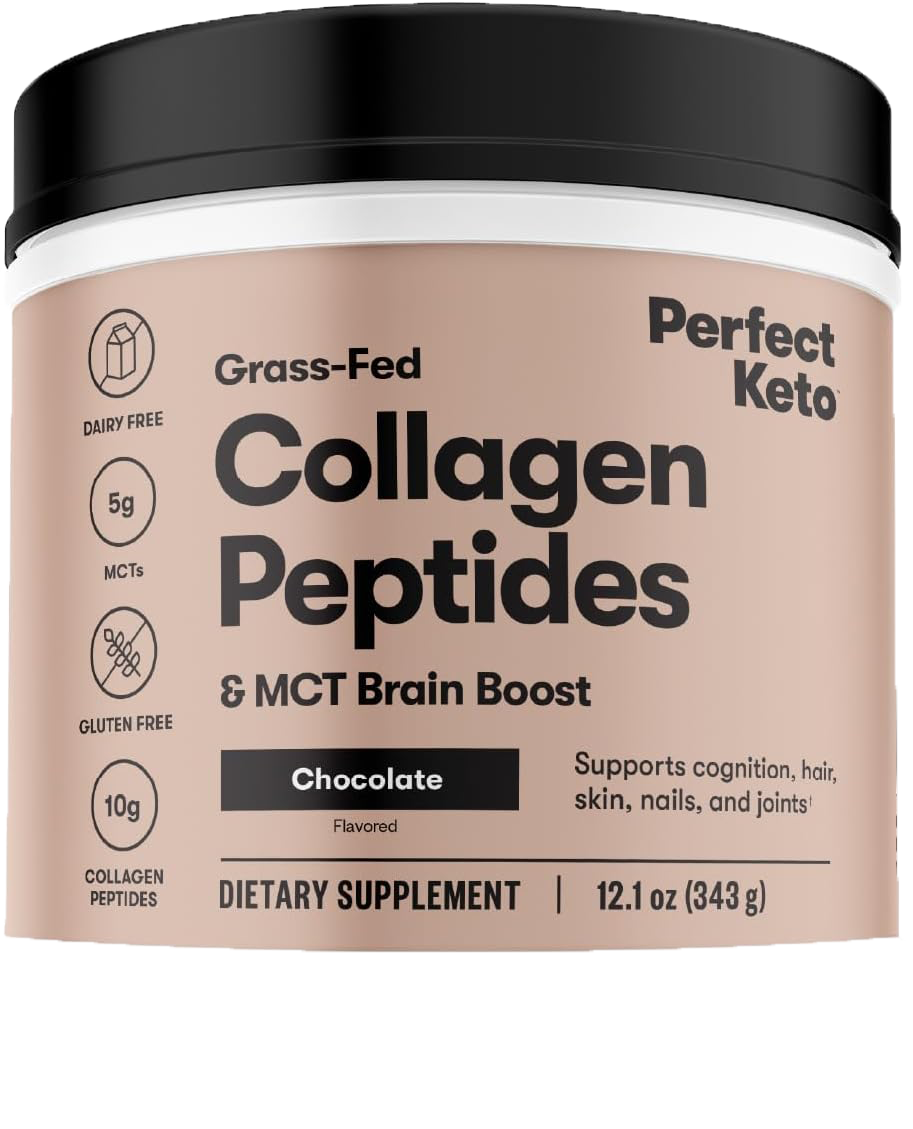 Perfect
Keto™
Grass-Fed
Collagen
Peptides
& MCT Brain Boost
Chocolate
Flavored
Supports cognition, hair,
skin, nails, and joints†
DIETARY SUPPLEMENT | 12.1 oz (343 g)
DAIRY FREE
5g
MCTs
GLUTEN FREE
10g
COLLAGEN
PEPTIDES